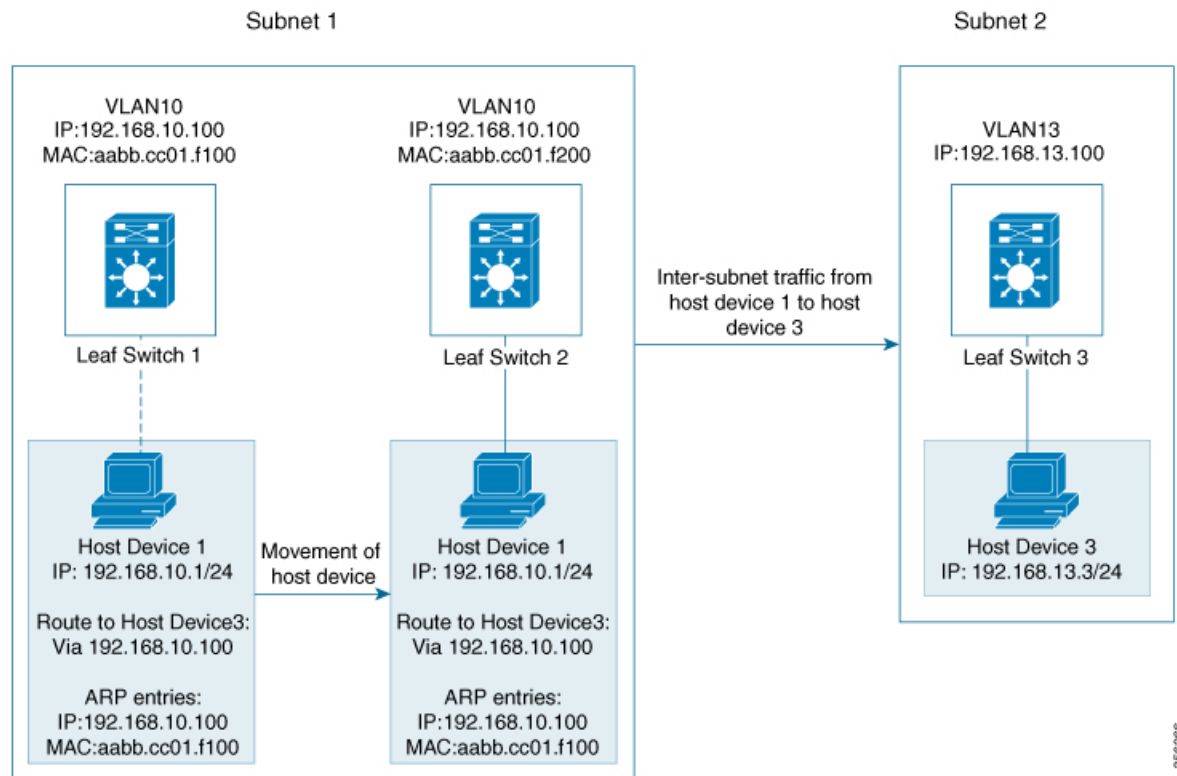 Subnet 1
Subnet 2
VLAN10
IP:192.168.10.100
MAC:aabb.cc01.f100
VLAN10
IP:192.168.10.100
MAC:aabb.cc01.f200
VLAN13
IP:192.168.13.100
Leaf Switch 1
Leaf Switch 2
Inter-subnet traffic from
host device 1 to host
device 3
Leaf Switch 3
Host Device 1
IP: 192.168.10.1/24
Route to Host Device3:
Via 192.168.10.100
ARP entries:
IP:192.168.10.100
MAC:aabb.cc01.f100
Movement of
host device
Host Device 1
IP: 192.168.10.1/24
Route to Host Device3:
Via 192.168.10.100
ARP entries:
IP:192.168.10.100
MAC:aabb.cc01.f100
Host Device 3
IP: 192.168.13.3/24